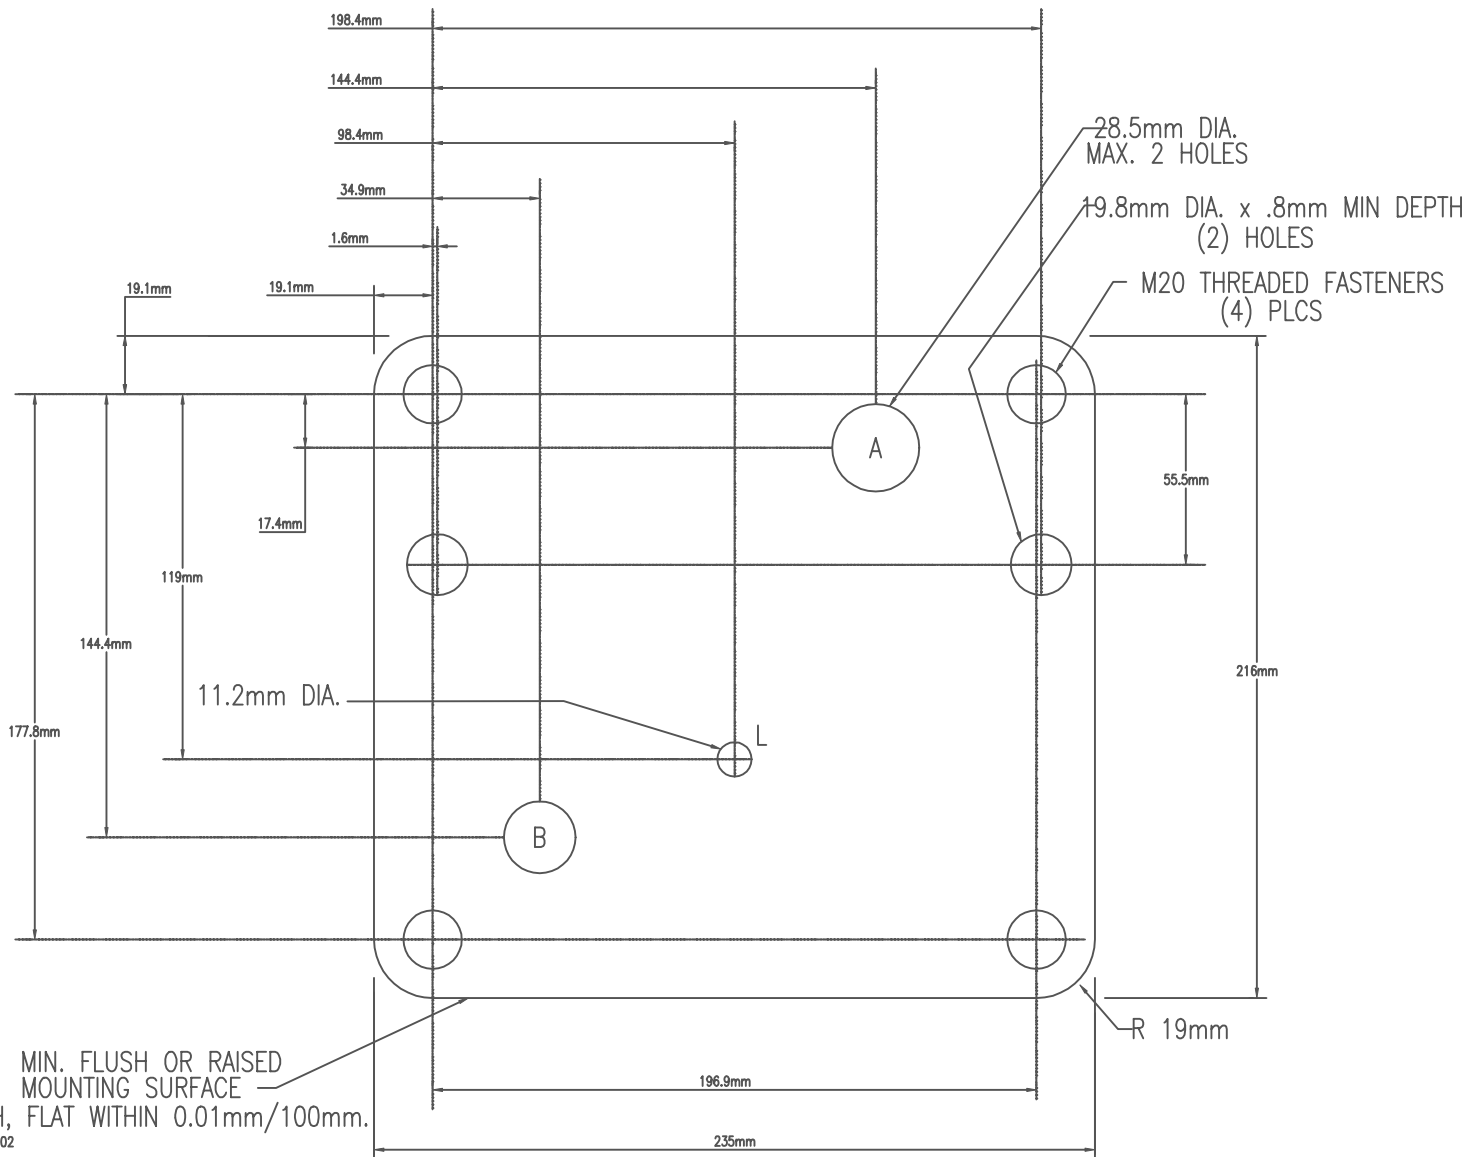 198.4mm
144.4mm
98.4mm
34.9mm
1.6mm
19.1mm
19.1mm
28.5mm DIA.
MAX. 2 HOLES
19.8mm DIA. x .8mm MIN DEPTH
(2) HOLES
M20 THREADED FASTENERS
(4) PLCS
A
17.4mm
55.5mm
119mm
144.4mm
216mm
11.2mm DIA.
L
177.8mm
B
R 19mm
MIN. FLUSH OR RAISED
MOUNTING SURFACE
H, FLAT WITHIN 0.01mm/100mm.
02
196.9mm
235mm